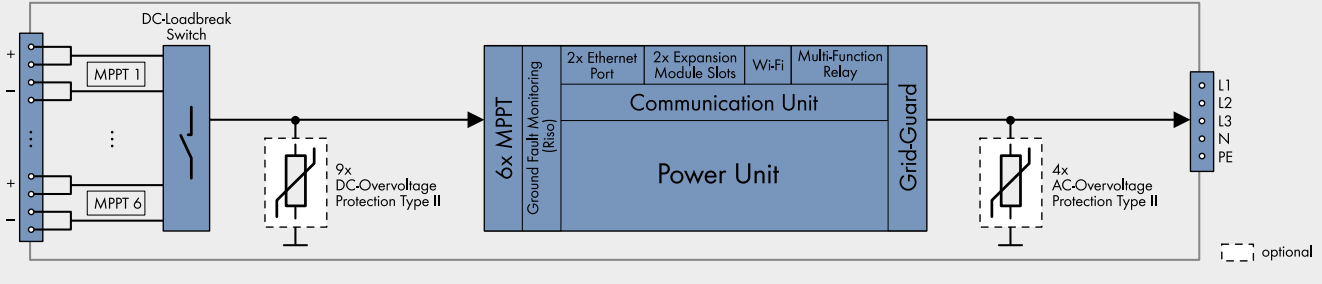 DC-Loadbreak
Switch
+
MPPT 1
−
+
MPPT 6
−
9x
DC-Overvoltage
Protection Type II
6x MPPT
Ground Fault Monitoring
(Riso)
2x Ethernet
Port
2x Expansion
Module Slots
Wi-Fi
Multi-Function
Relay
Communication Unit
Power Unit
Grid-Guard
4x
AC-Overvoltage
Protection Type II
L1
L2
L3
N
PE
optional